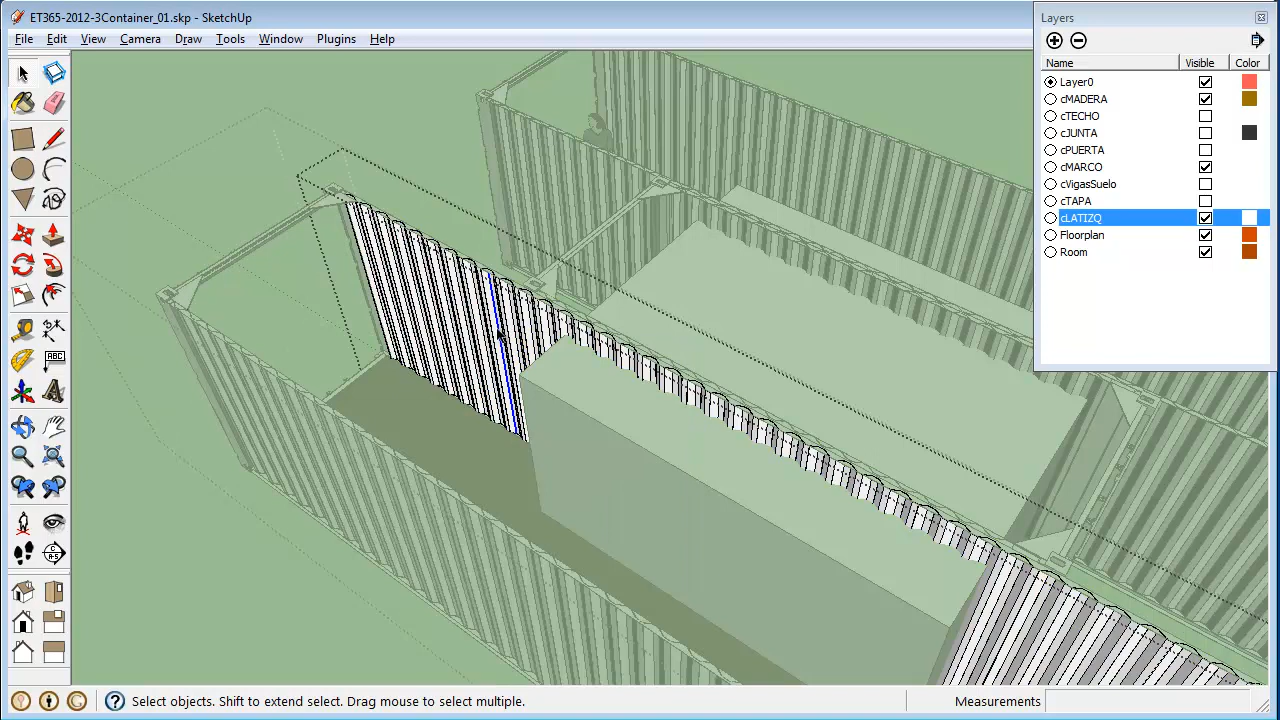 ET365-2012-3Container_01.skp - SketchUp
File Edit View Camera Draw Tools Window Plugins Help
Layers
Name Visible Color
Layer0
cMADERA
cTECHO
cJUNTA
cPUERTA
cMARCO
cVigasSuelo
cTAPA
cLATIZQ
Floorplan
Room
ABC
Select objects. Shift to extend select. Drag mouse to select multiple. Measurements